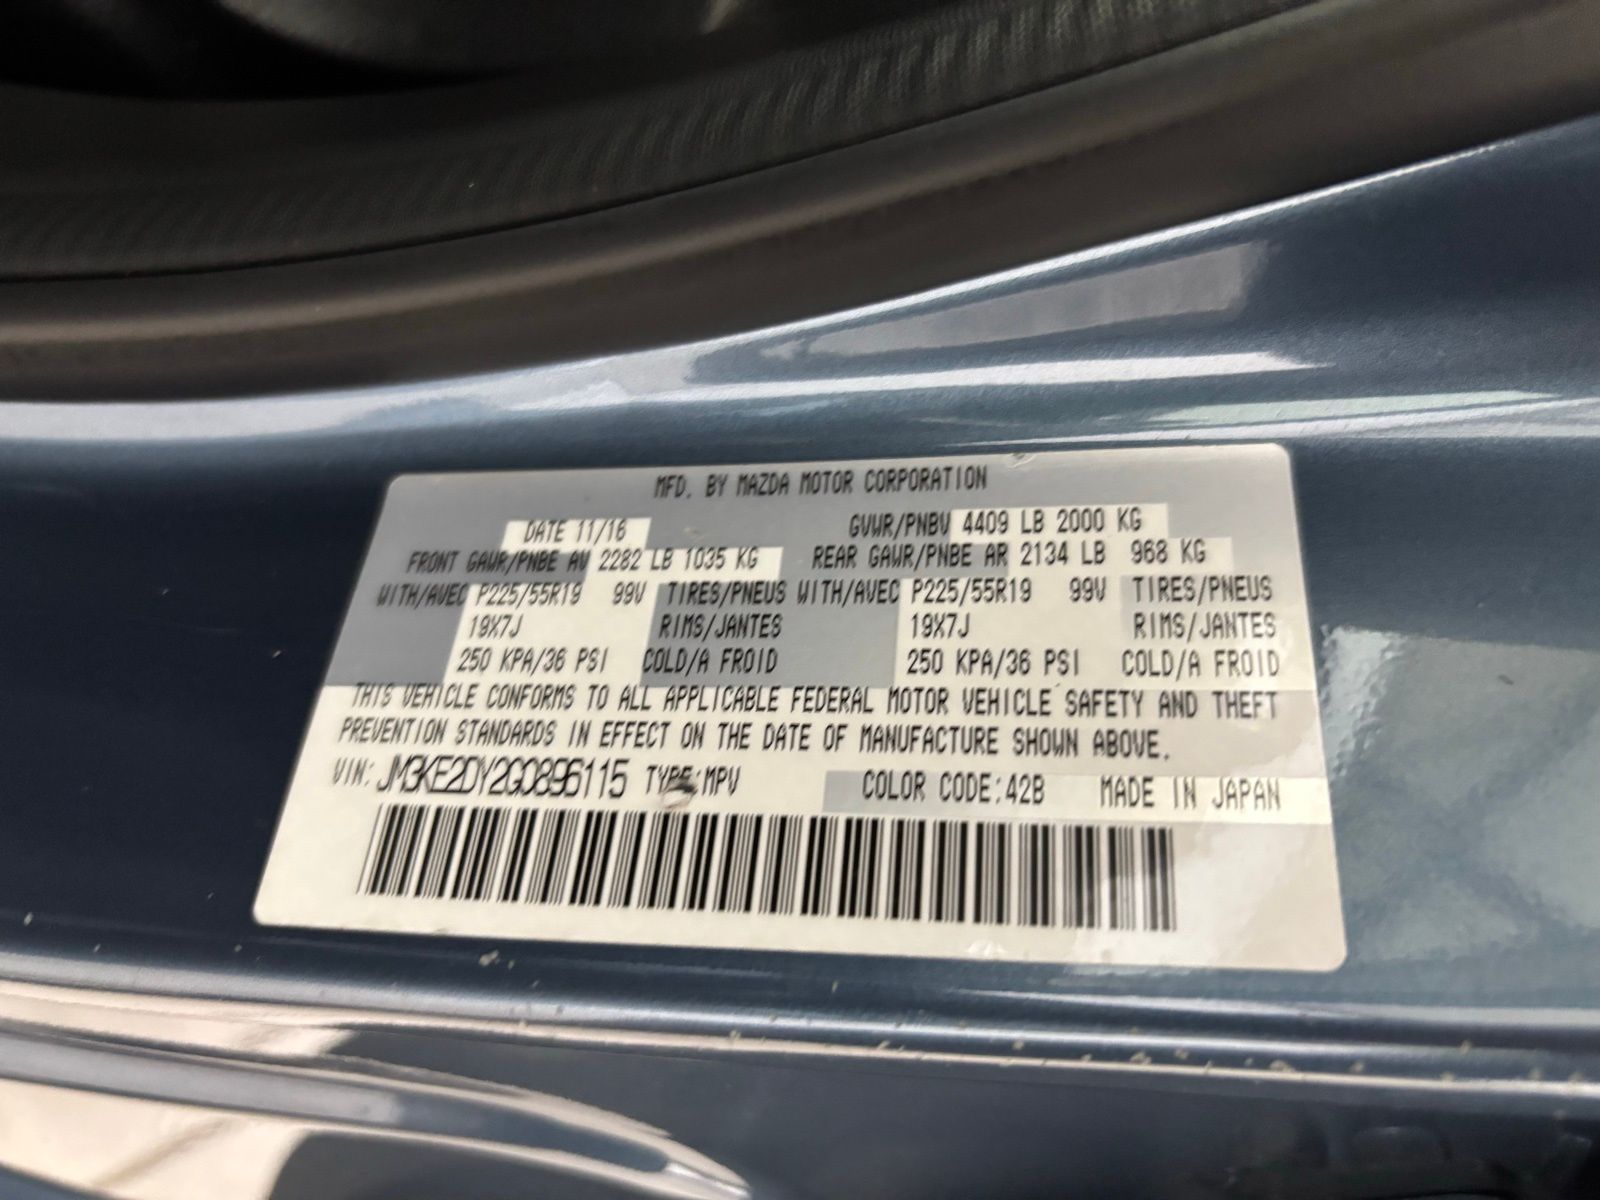 MFD. BY MAZDA MOTOR CORPORATION
DATE 11/16 GVWR/PNBV 4409 LB 2000 KG
FRONT GAWR/PNBE AV 2282 LB 1035 KG REAR GAWR/PNBE AR 2134 LB 968 KG
WITH/AVEC P225/55R19 99V TIRES/PNEUS WITH/AVEC P225/55R19 99V TIRES/PNEUS
19X7J RIMS/JANTES 19X7J RIMS/JANTES
250 KPA/36 PSI COLD/A FROID 250 KPA/36 PSI COLD/A FROID
THIS VEHICLE CONFORMS TO ALL APPLICABLE FEDERAL MOTOR VEHICLE SAFETY AND THEFT
PREVENTION STANDARDS IN EFFECT ON THE DATE OF MANUFACTURE SHOWN ABOVE.
VIN: JM3KE2DY2G0896115 TYPE:MPV COLOR CODE:42B MADE IN JAPAN